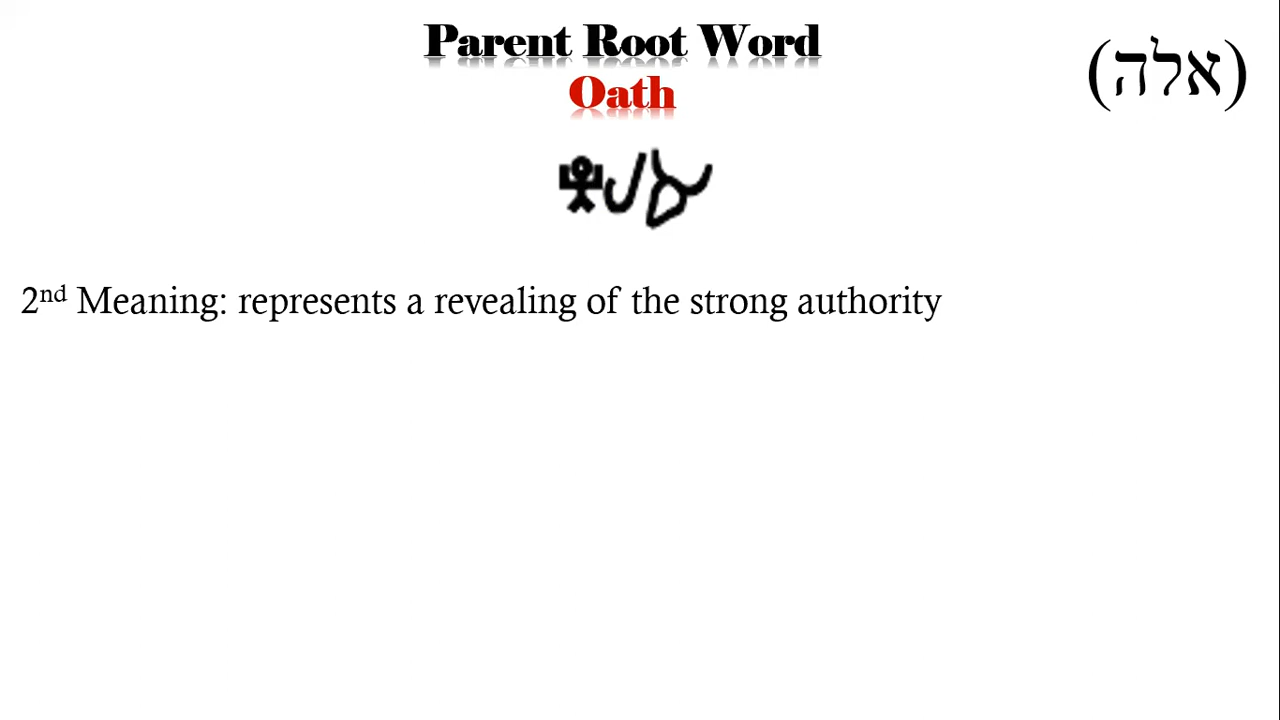 Parent Root Word
Oath
(אלה)
2nd Meaning: represents a revealing of the strong authority